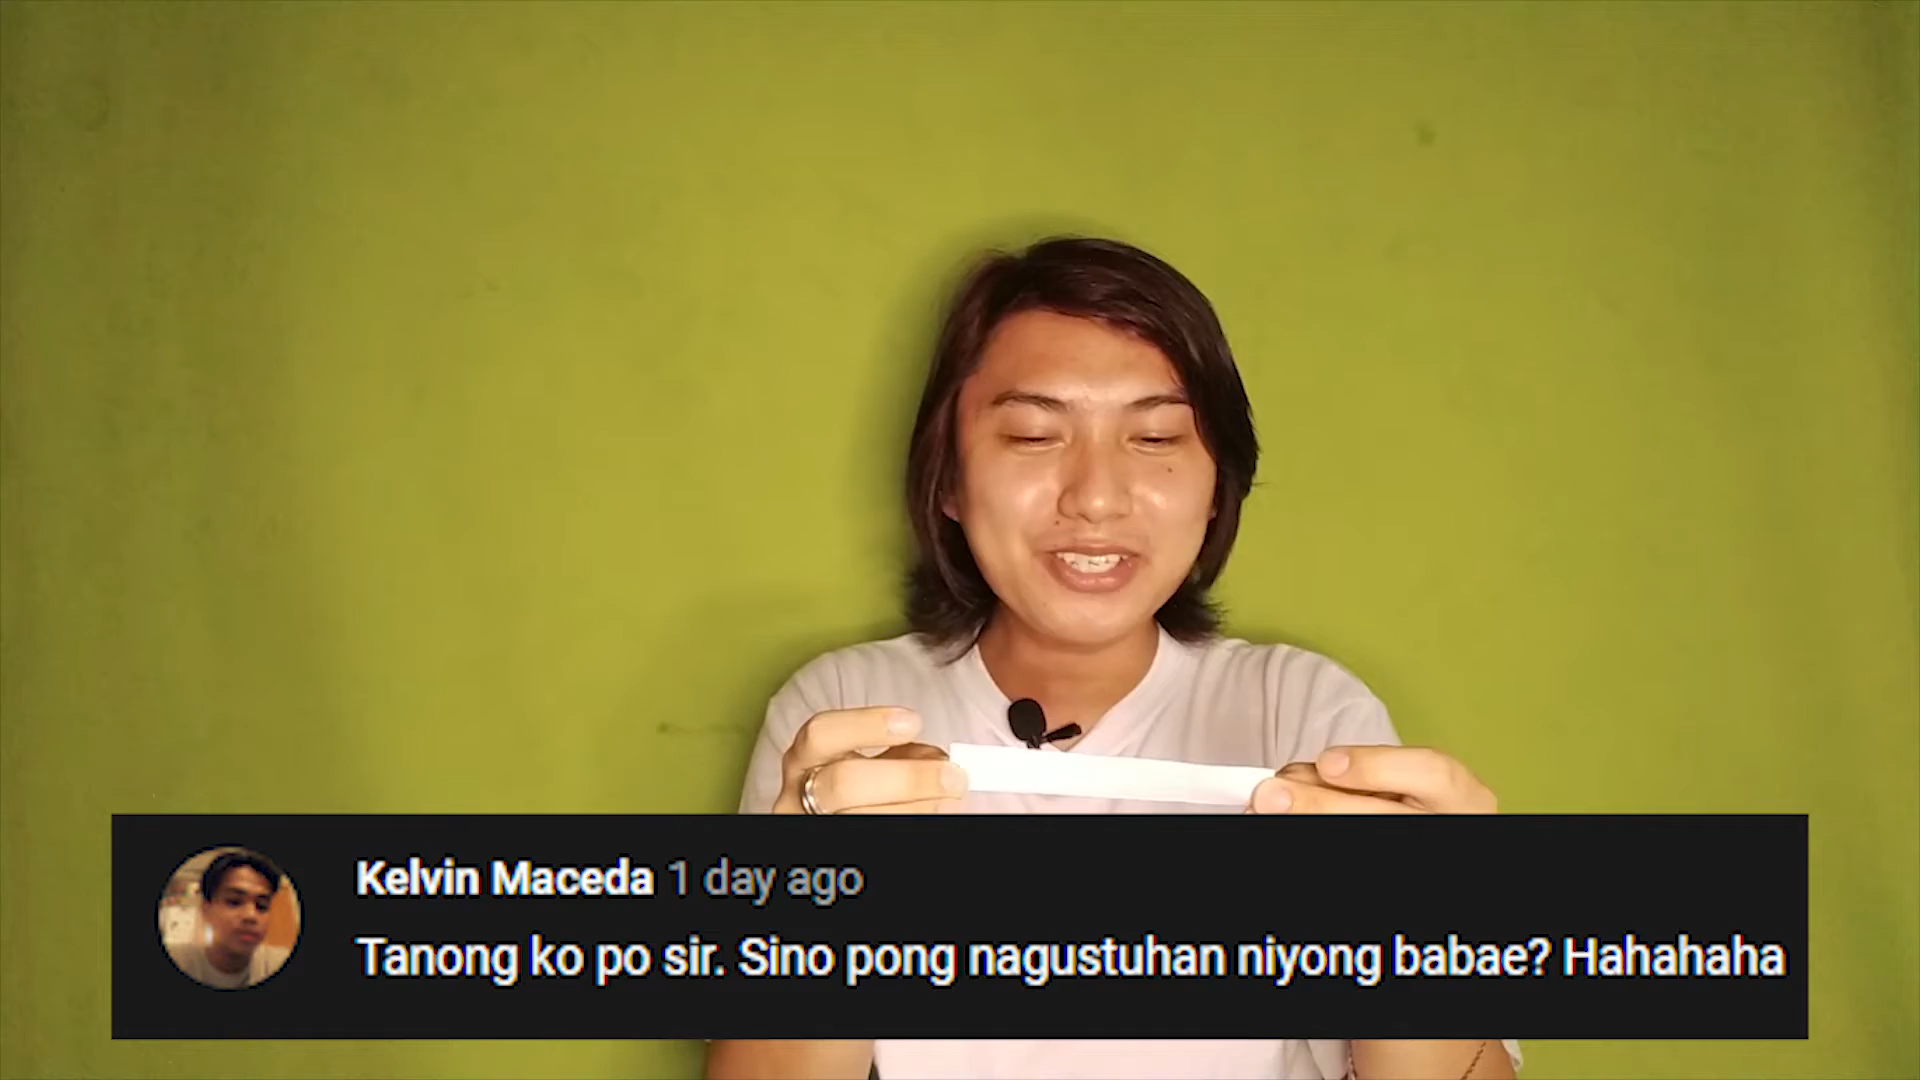 Kelvin Maceda 1 day ago
Tanong ko po sir. Sino pong nagustuhan niyong babae? Hahahaha